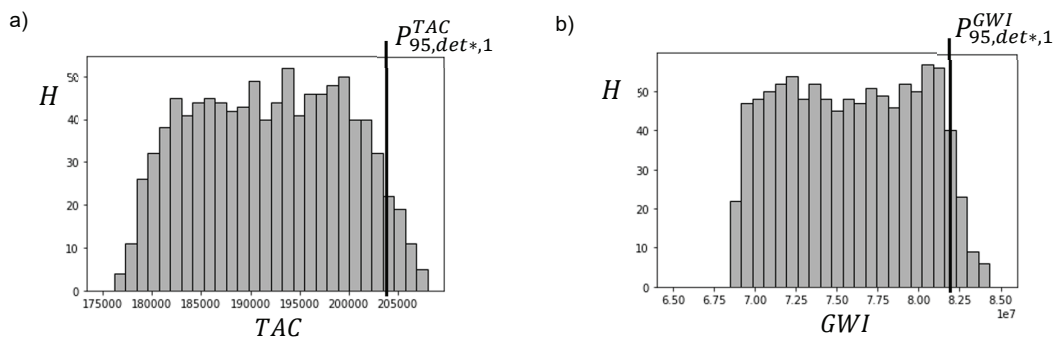 a)
$P_{95,det*,1}^{TAC}$
H
50
40
30
20
10
0
175000 180000 185000 190000 195000 200000 205000
TAC
b)
$P_{95,det*,1}^{GWI}$
H
50
40
30
20
10
0
6.50 6.75 7.00 7.25 7.50 7.75 8.00 8.25 8.50
1e7
GWI